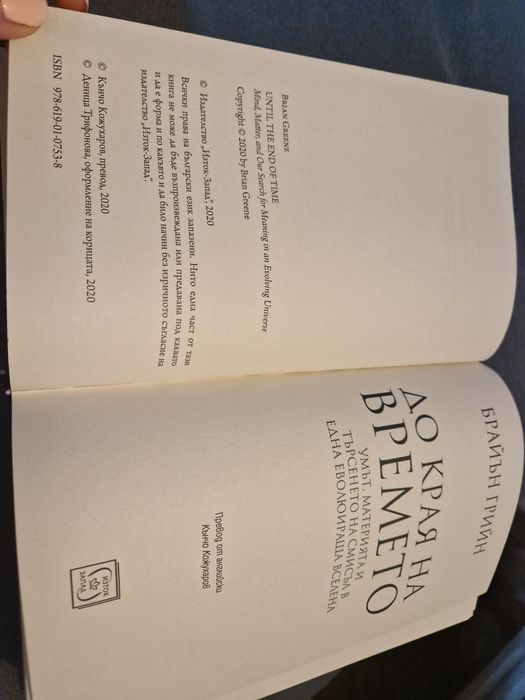 BRIAN GREENE
UNTIL THE END OF TIME
Mind, Matter, and Our Search for Meaning in an Evolving Universe
Copyright © 2020 by Brian Greene
© Издателство „Изток-Запад“, 2020
Всички права на български език запазени. Нито една част от тази
книга не може да бъде възпроизвеждана или предавана под каквато
и да е форма и по какъвто и да било начин без изричното съгласие на
издателство „Изток-Запад“.
© Кънчо Кожухаров, превод, 2020
© Деница Трифонова, оформление на корицата, 2020
ISBN 978-619-01-0753-8
БРАЙЪН ГРИЙН
ДО КРАЯ НА
ВРЕМЕТО
УМЪТ, МАТЕРИЯТА И
ТЪРСЕНЕТО НА СМИСЪЛ В
ЕДНА ЕВОЛЮИРАЩА ВСЕЛЕНА
Превод от английски
Кънчо Кожухаров
ИЗТОК
ЗАПАД